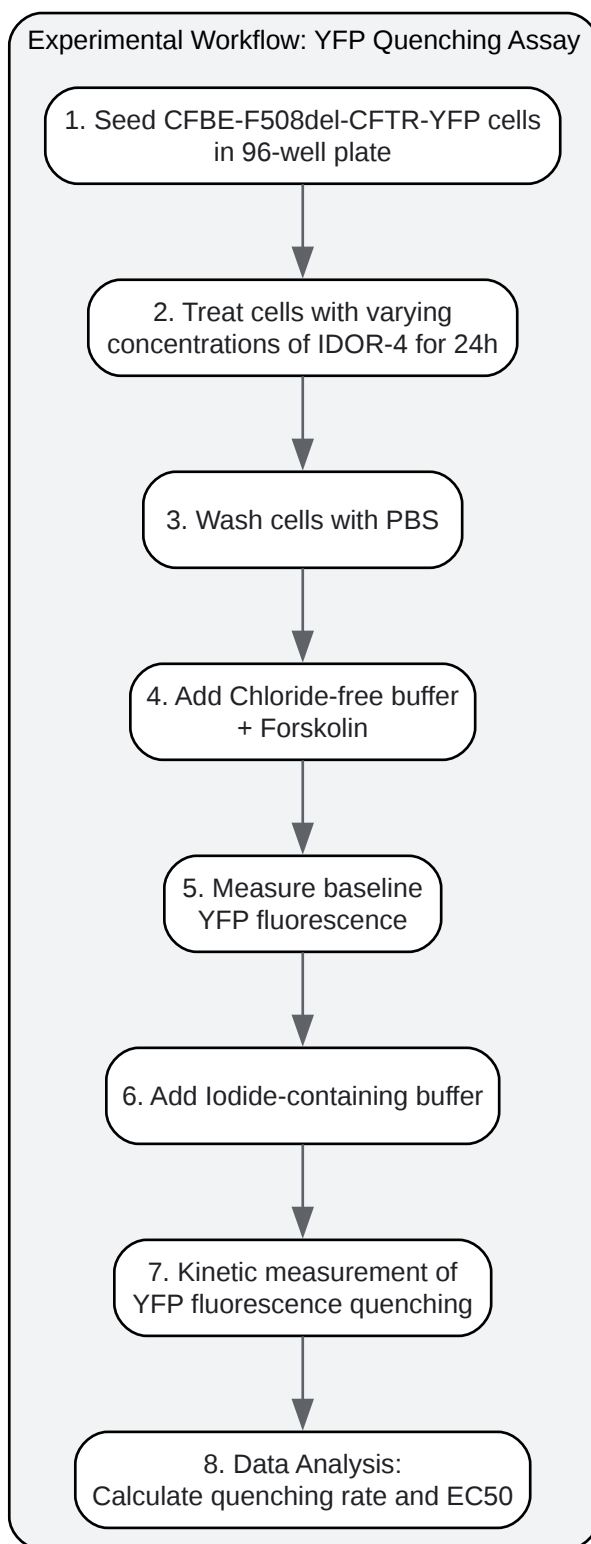 Experimental Workflow: YFP Quenching Assay
1. Seed CFBE-F508del-CFTR-YFP cells
in 96-well plate
2. Treat cells with varying
concentrations of IDOR-4 for 24h
3. Wash cells with PBS
4. Add Chloride-free buffer
+ Forskolin
5. Measure baseline
YFP fluorescence
6. Add Iodide-containing buffer
7. Kinetic measurement of
YFP fluorescence quenching
8. Data Analysis:
Calculate quenching rate and EC50